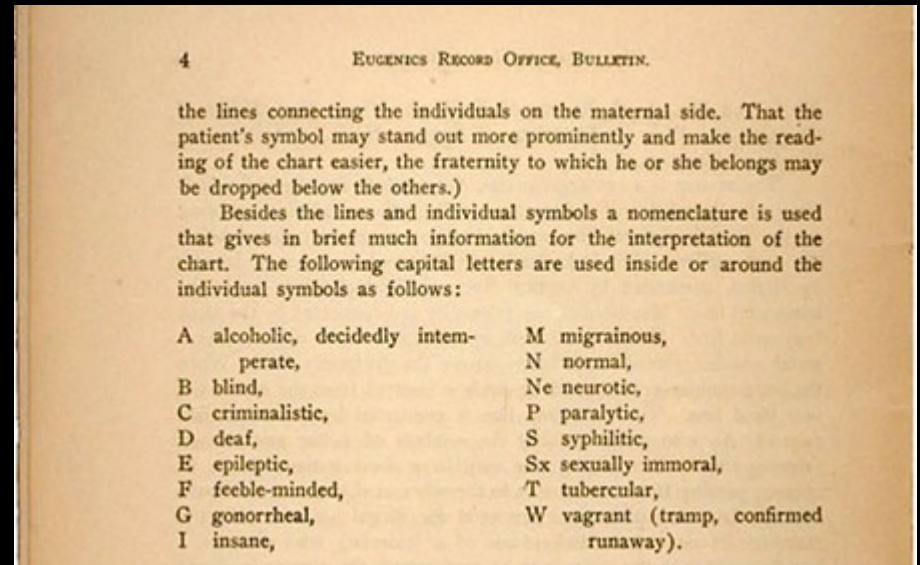 4 EUGENICS RECORD OFFICE, BULLETIN.
the lines connecting the individuals on the maternal side. That the
patient's symbol may stand out more prominently and make the read-
ing of the chart easier, the fraternity to which he or she belongs may
be dropped below the others.)
Besides the lines and individual symbols a nomenclature is used
that gives in brief much information for the interpretation of the
chart. The following capital letters are used inside or around the
individual symbols as follows:
A alcoholic, decidedly intem-
perate,
B blind,
C criminalistic,
D deaf,
E epileptic,
F feeble-minded,
G gonorrheal,
I insane,
M migrainous,
N normal,
Ne neurotic,
P paralytic,
S syphilitic,
Sx sexually immoral,
T tubercular,
W vagrant (tramp, confirmed
runaway).